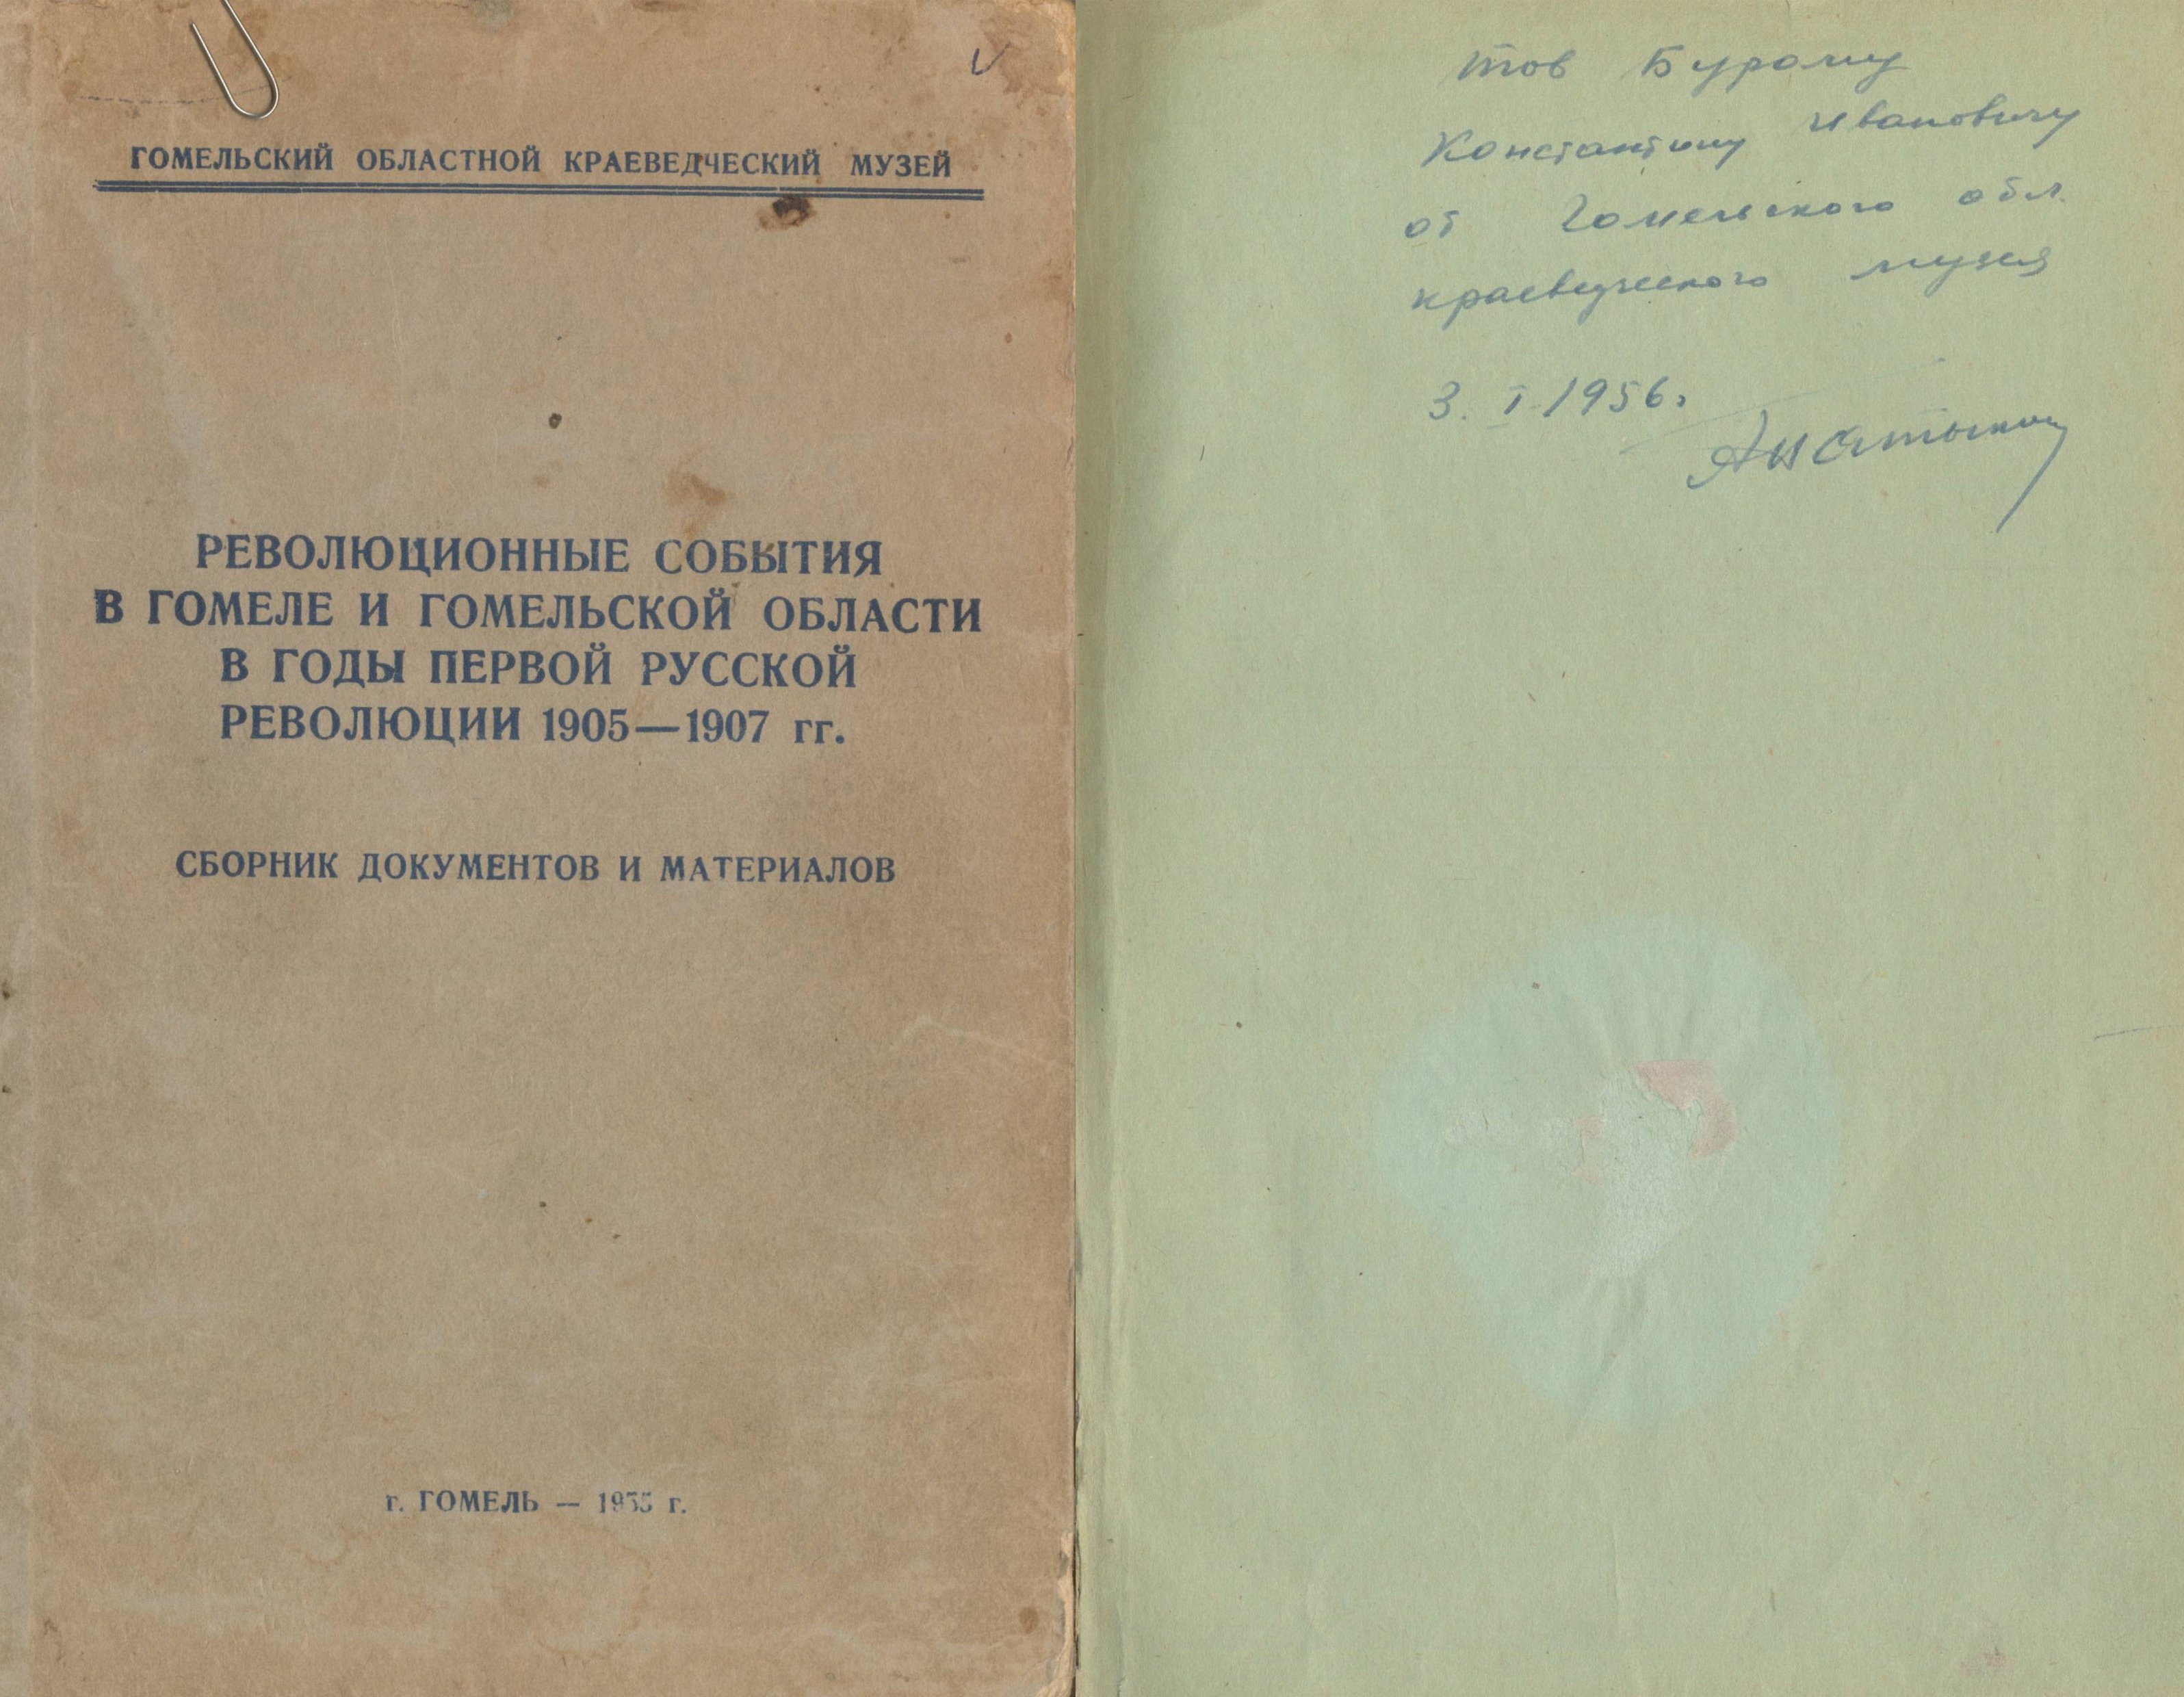 ГОМЕЛЬСКИЙ ОБЛАСТНОЙ КРАЕВЕДЧЕСКИЙ МУЗЕЙ
РЕВОЛЮЦИОННЫЕ СОБЫТИЯ
В ГОМЕЛЕ И ГОМЕЛЬСКОЙ ОБЛАСТИ
В ГОДЫ ПЕРВОЙ РУССКОЙ
РЕВОЛЮЦИИ 1905—1907 гг.
СБОРНИК ДОКУМЕНТОВ И МАТЕРИАЛОВ
г. ГОМЕЛЬ — 1955 г.
тов Бурому
Константину Ивановичу
от Гомельского обл.
краеведческого музея
3. I-1956г